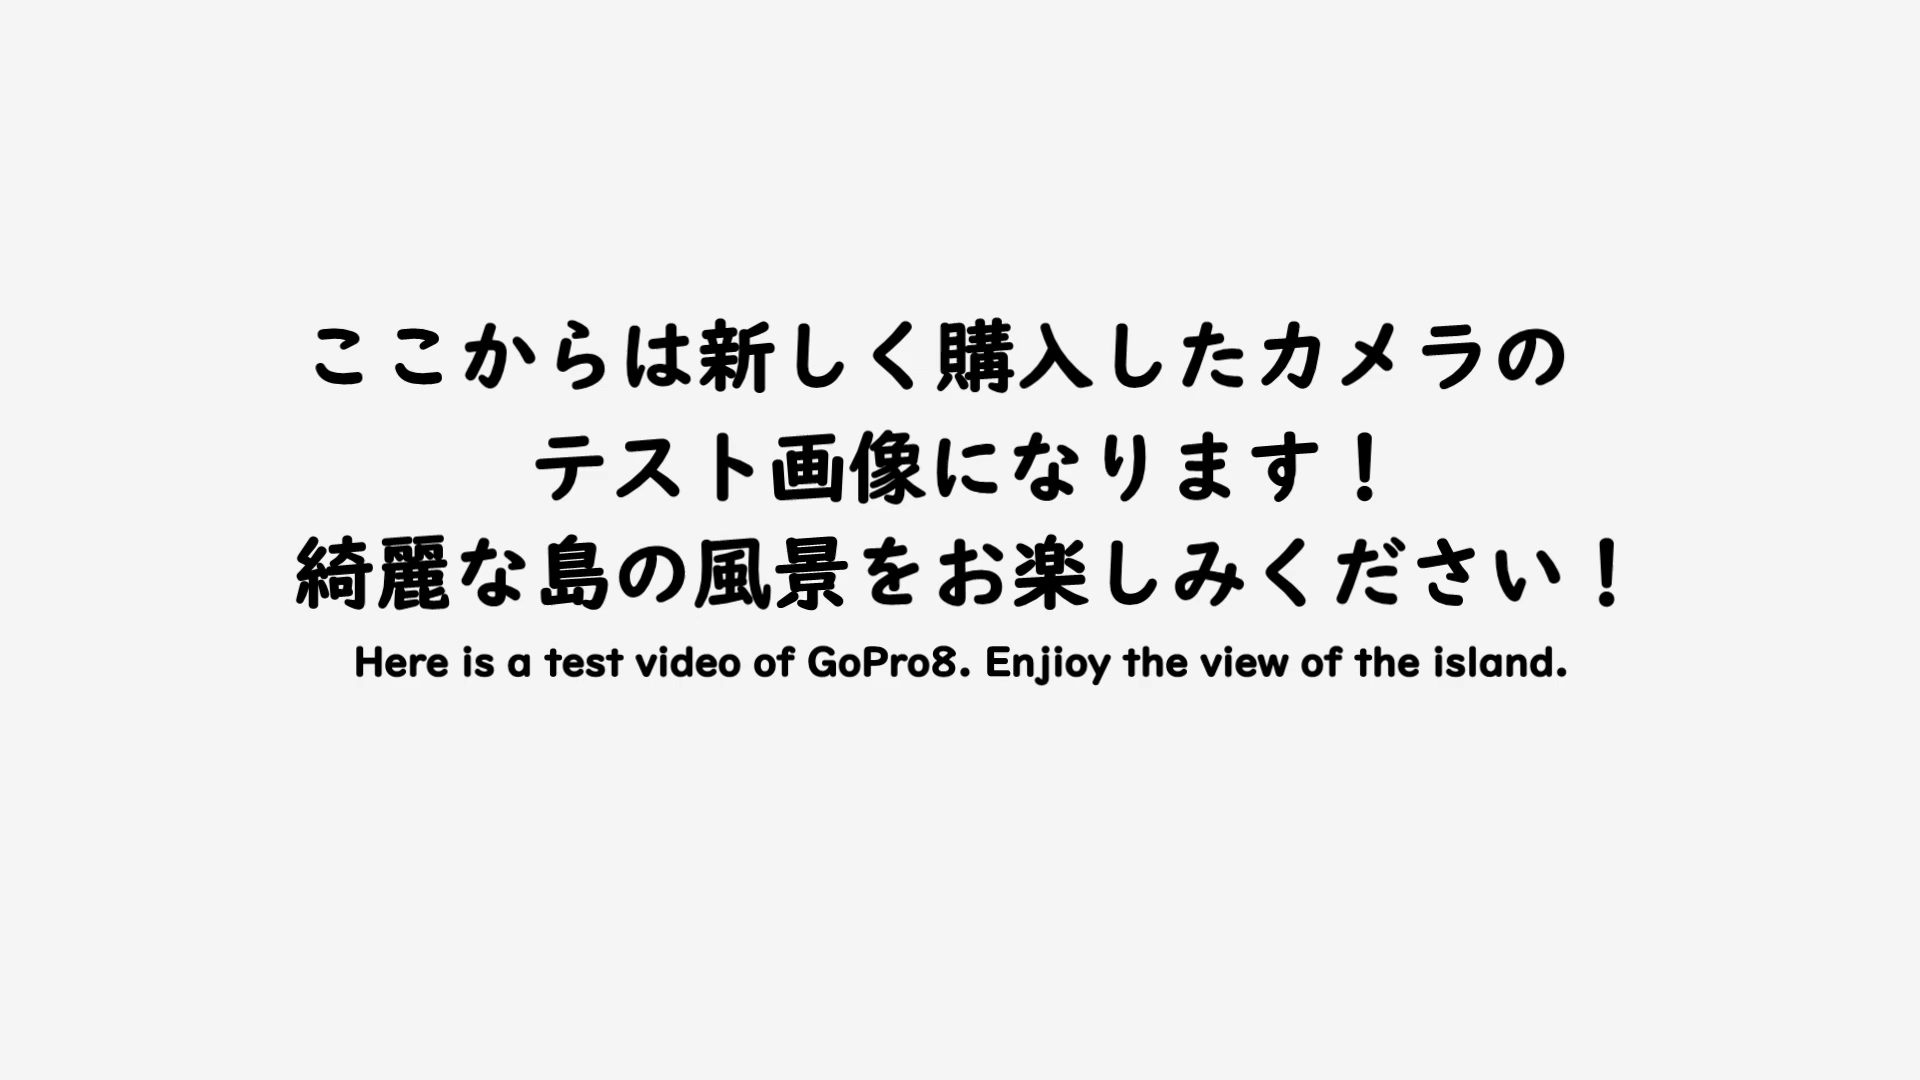 ここからは新しく購入したカメラの
テスト画像になります！
綺麗な島の風景をお楽しみください！
Here is a test video of GoPro8. Enjioy the view of the island.